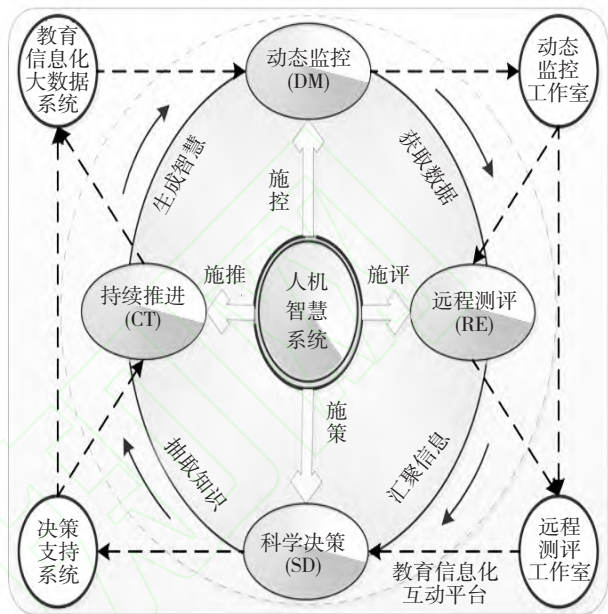 教育
信息化
大数据
系统
动态监控
(DM)
动态
监控
工作室
生成智慧
获取数据
施控
持续推进
(CT)
施推
人机
智慧
系统
施评
远程测评
(RE)
施策
抽取知识
汇聚信息
决策
支持
系统
科学决策
(SD)
教育信息化
互动平台
远程
测评
工作室